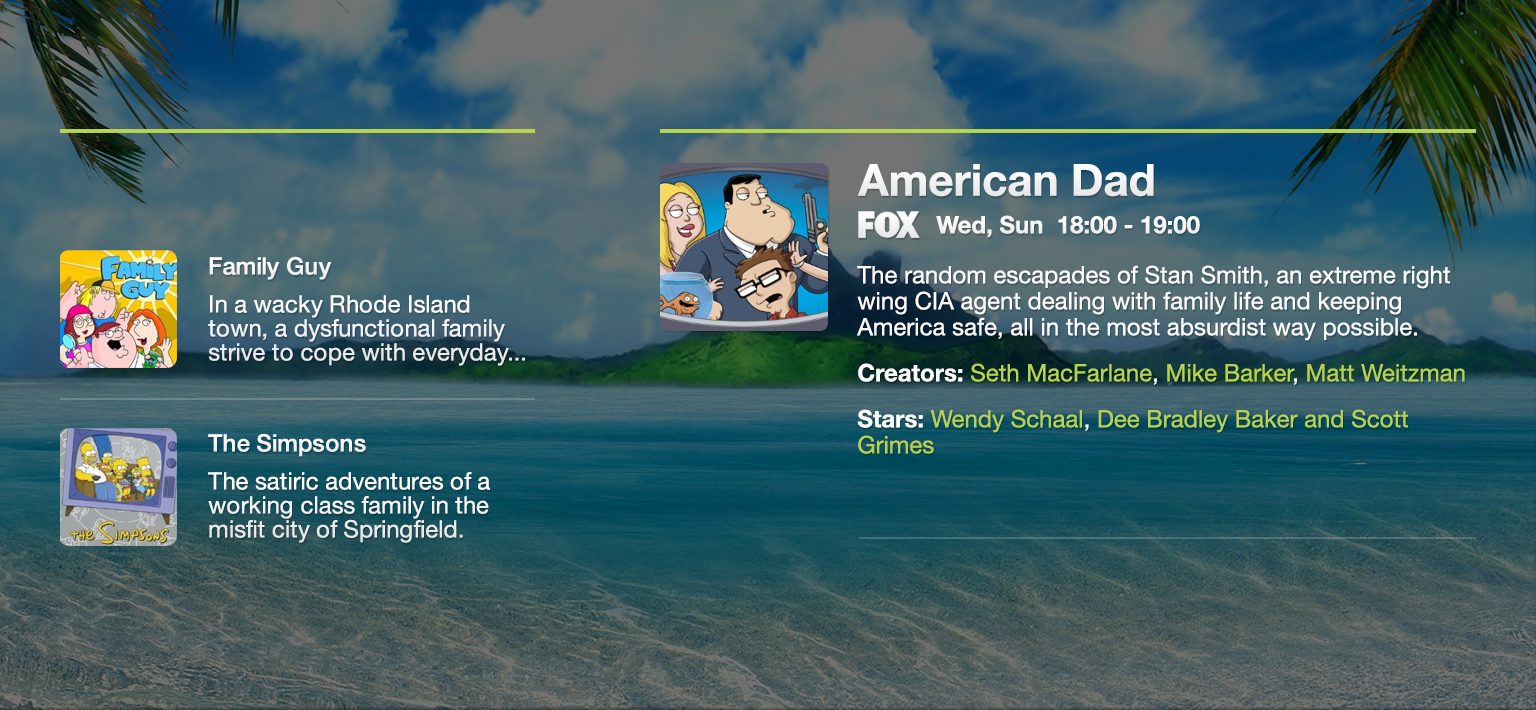 Family Guy
In a wacky Rhode Island
town, a dysfunctional family
strive to cope with everyday...
FAMILY
GUY
The Simpsons
The satiric adventures of a
working class family in the
misfit city of Springfield.
THE SIMPSONS
American Dad
FOX Wed, Sun 18:00 - 19:00
The random escapades of Stan Smith, an extreme right
wing CIA agent dealing with family life and keeping
America safe, all in the most absurdist way possible.
Creators: Seth MacFarlane, Mike Barker, Matt Weitzman
Stars: Wendy Schaal, Dee Bradley Baker and Scott
Grimes